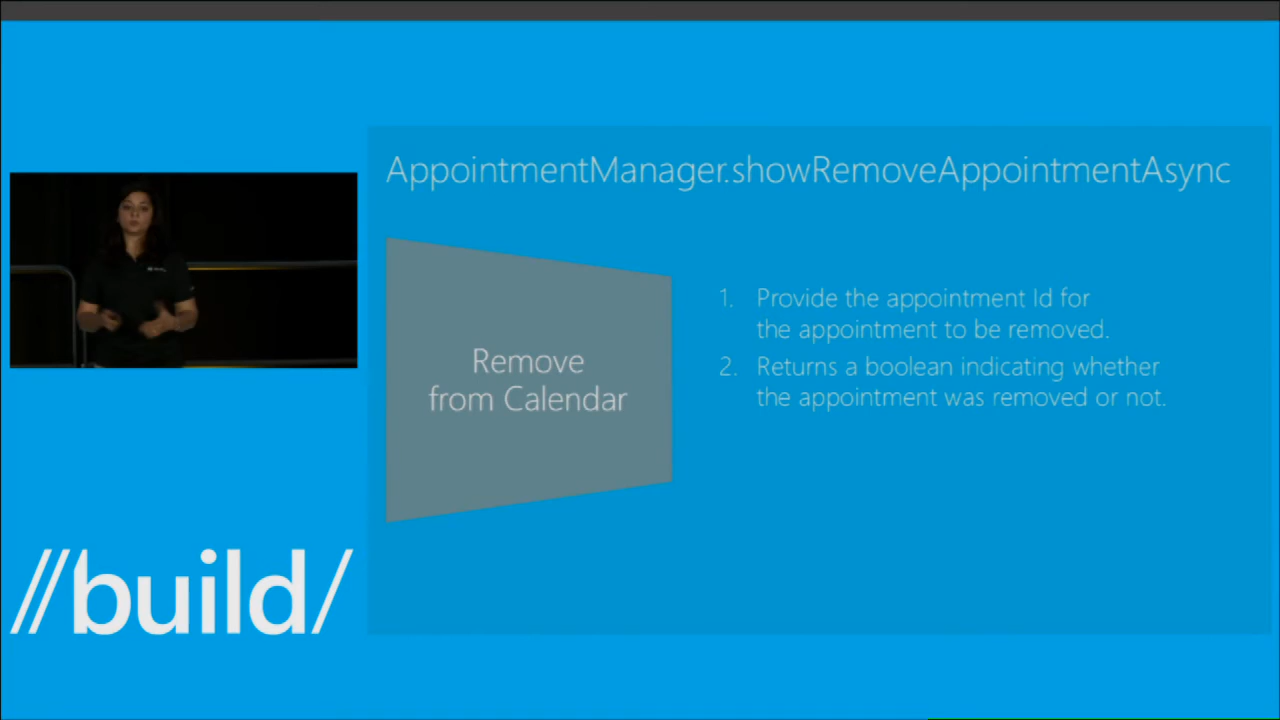 AppointmentManager.showRemoveAppointmentAsync
Remove
from Calendar
1. Provide the appointment Id for
the appointment to be removed.
2. Returns a boolean indicating whether
the appointment was removed or not.
//build/